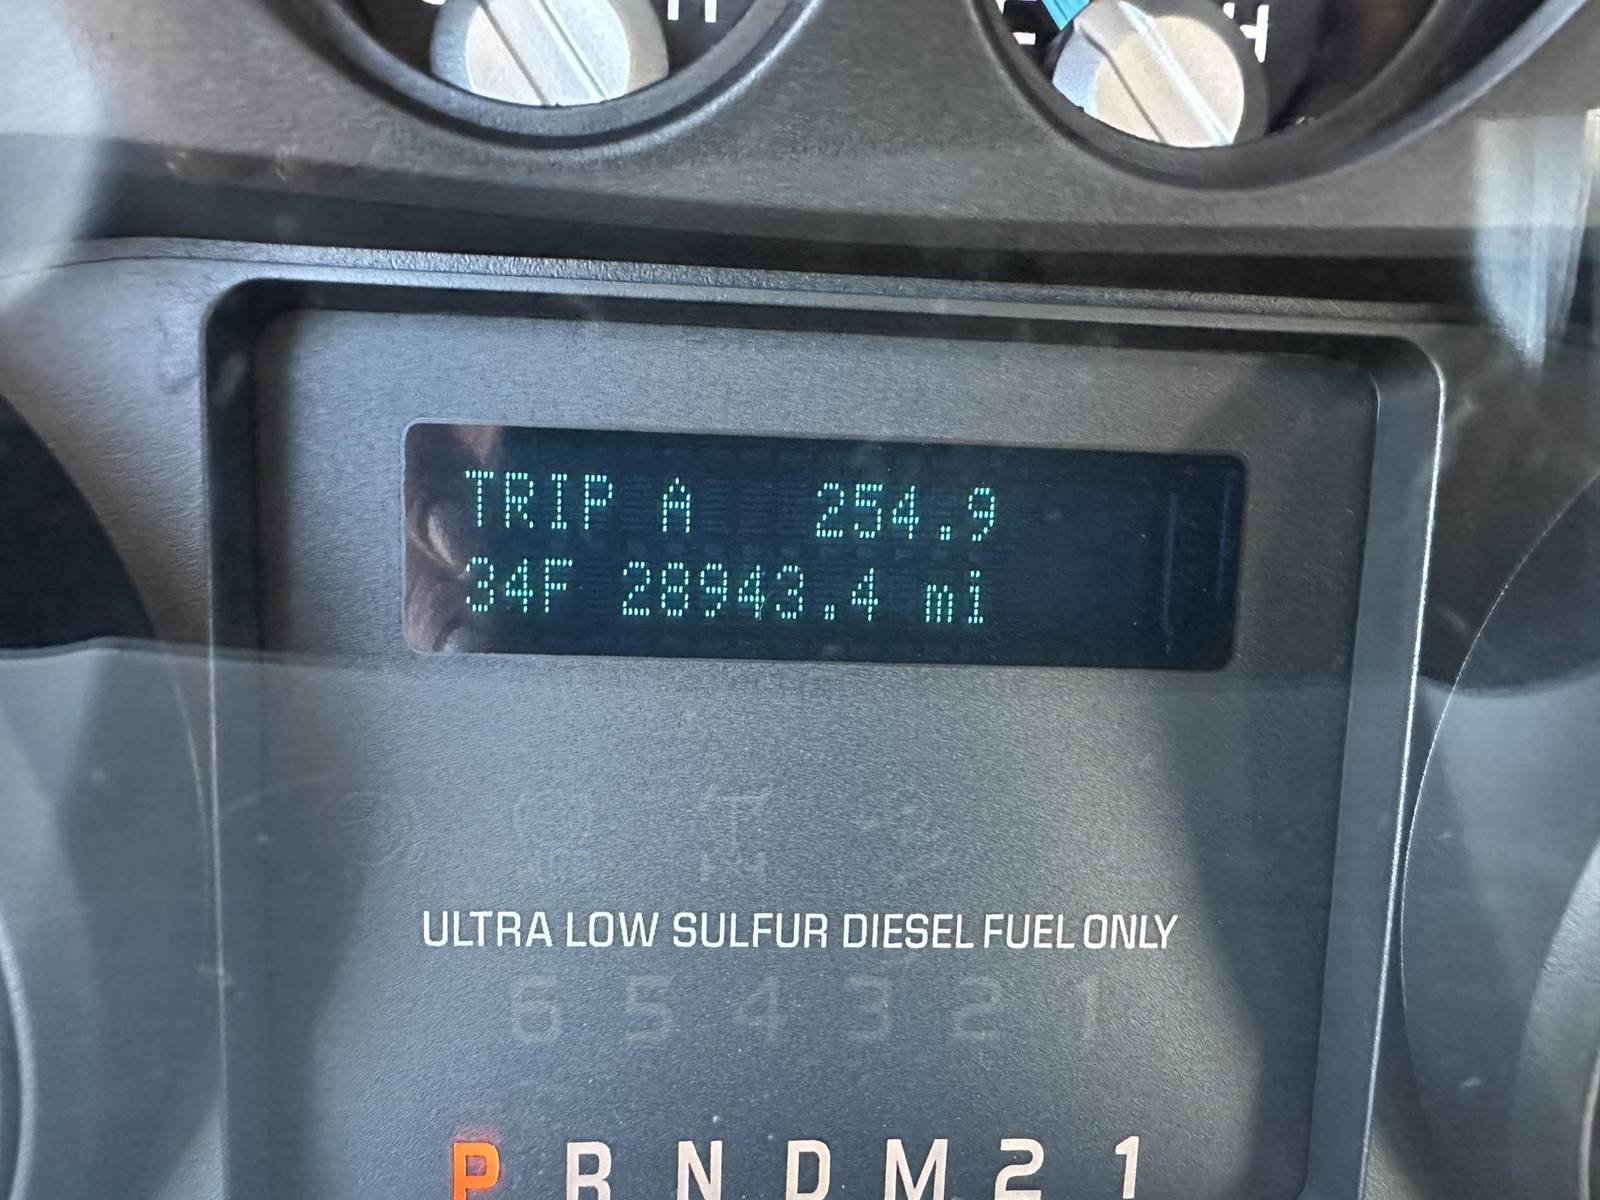 H
H
TRIP A 254.9
34F 28943.4 mi
ULTRA LOW SULFUR DIESEL FUEL ONLY
6 5 4 3 2 1
P R N D M 2 1